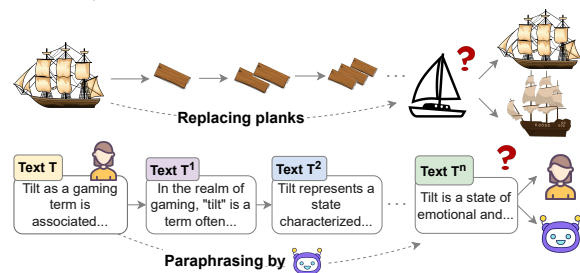 ?
Replacing planks
Text T
Tilt as a gaming
term is
associated...
Text T1
In the realm of
gaming, "tilt" is a
term often...
Text T2
Tilt represents a
state
characterized...
...
Text Tn
Tilt is a state of
emotional and...
?
Paraphrasing by